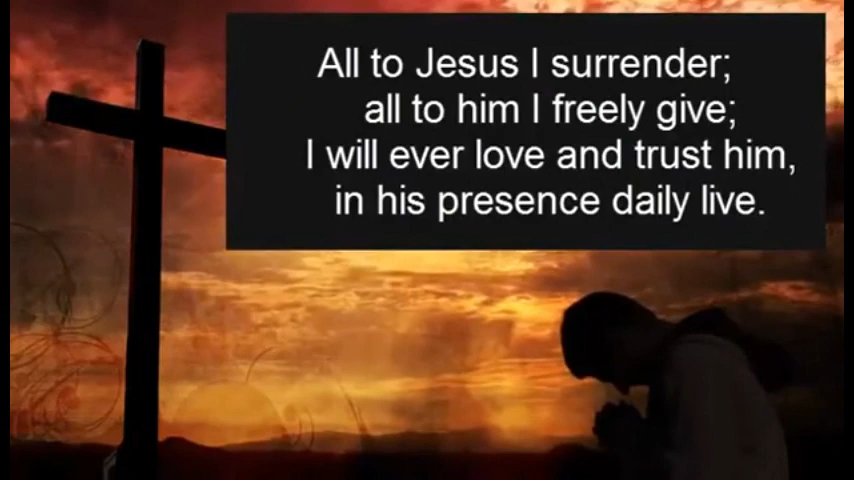 All to Jesus I surrender;
all to him I freely give;
I will ever love and trust him,
in his presence daily live.